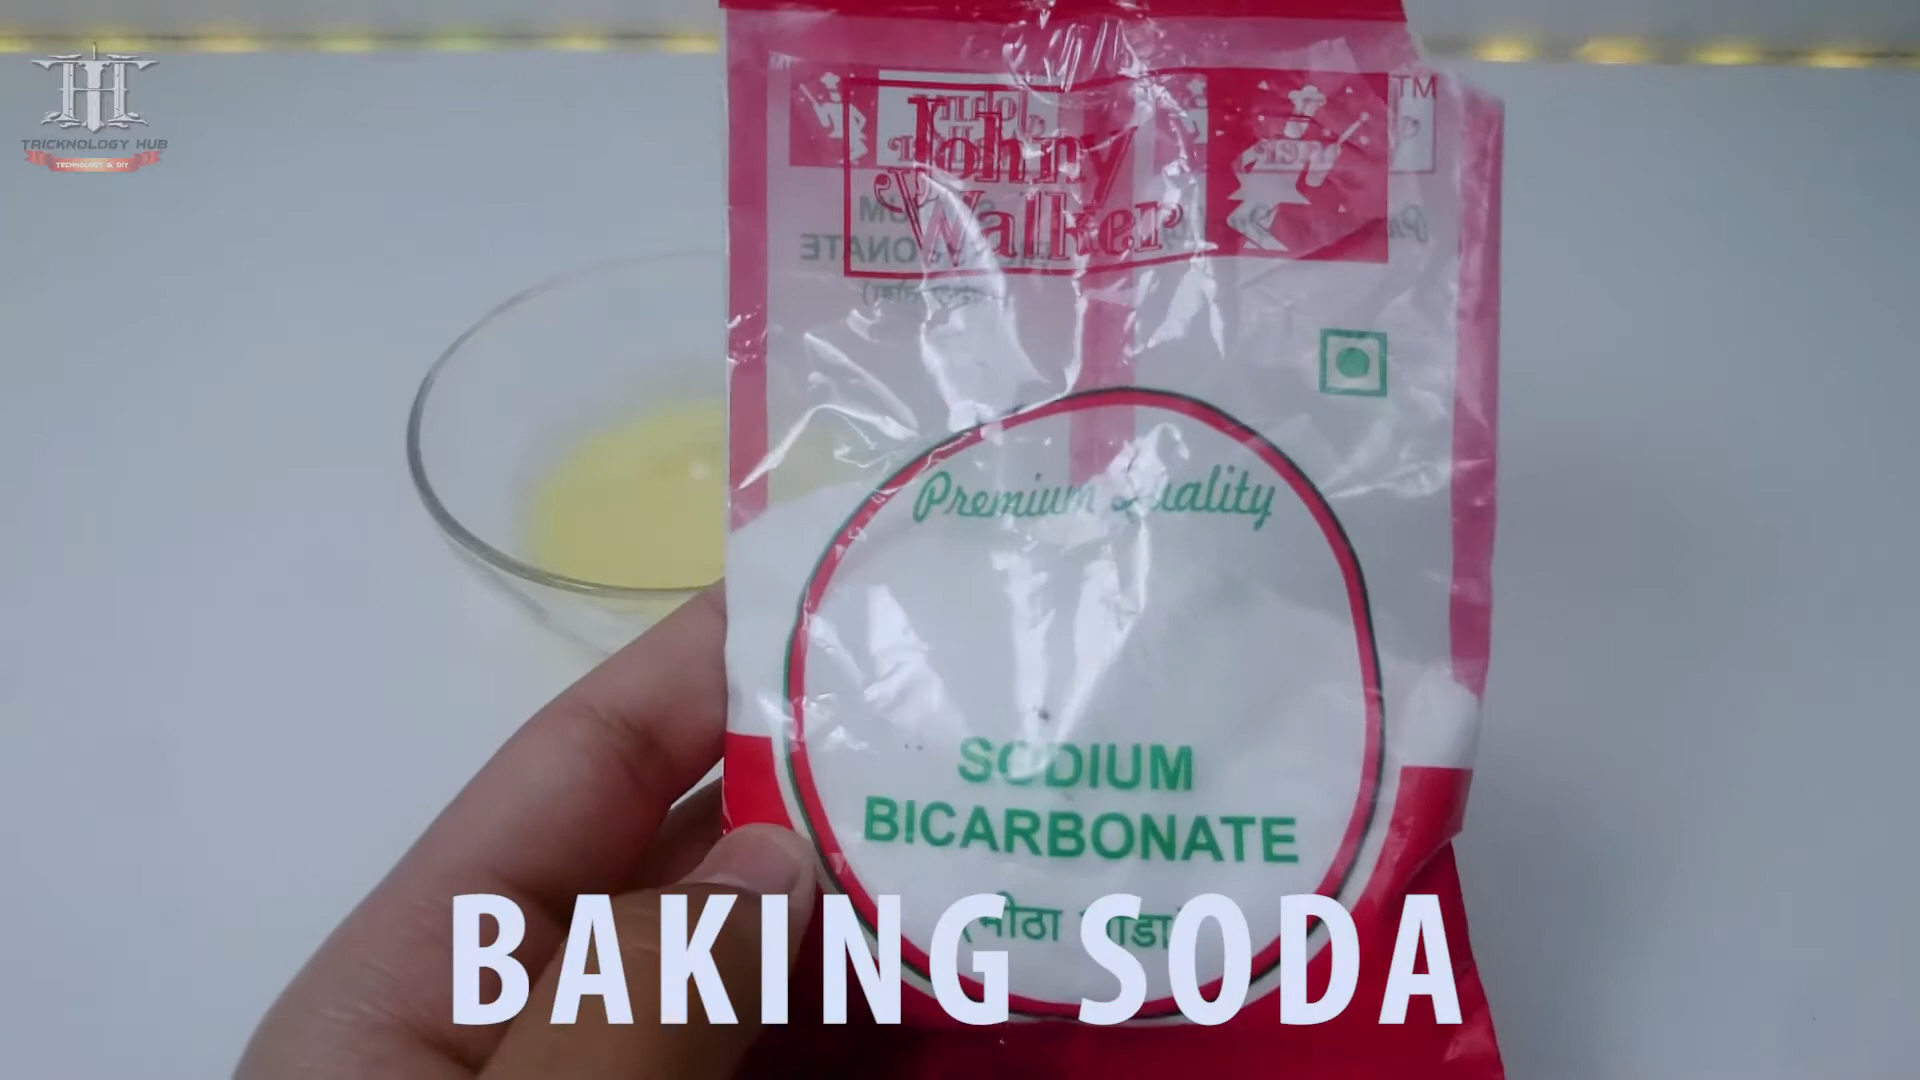 TRICKNOLOGY HUB
TECHNOLOGY & DIY
TM
Johny
Walker
Premium Quality
SODIUM
BICARBONATE
(मीठा सोडा)
BAKING SODA